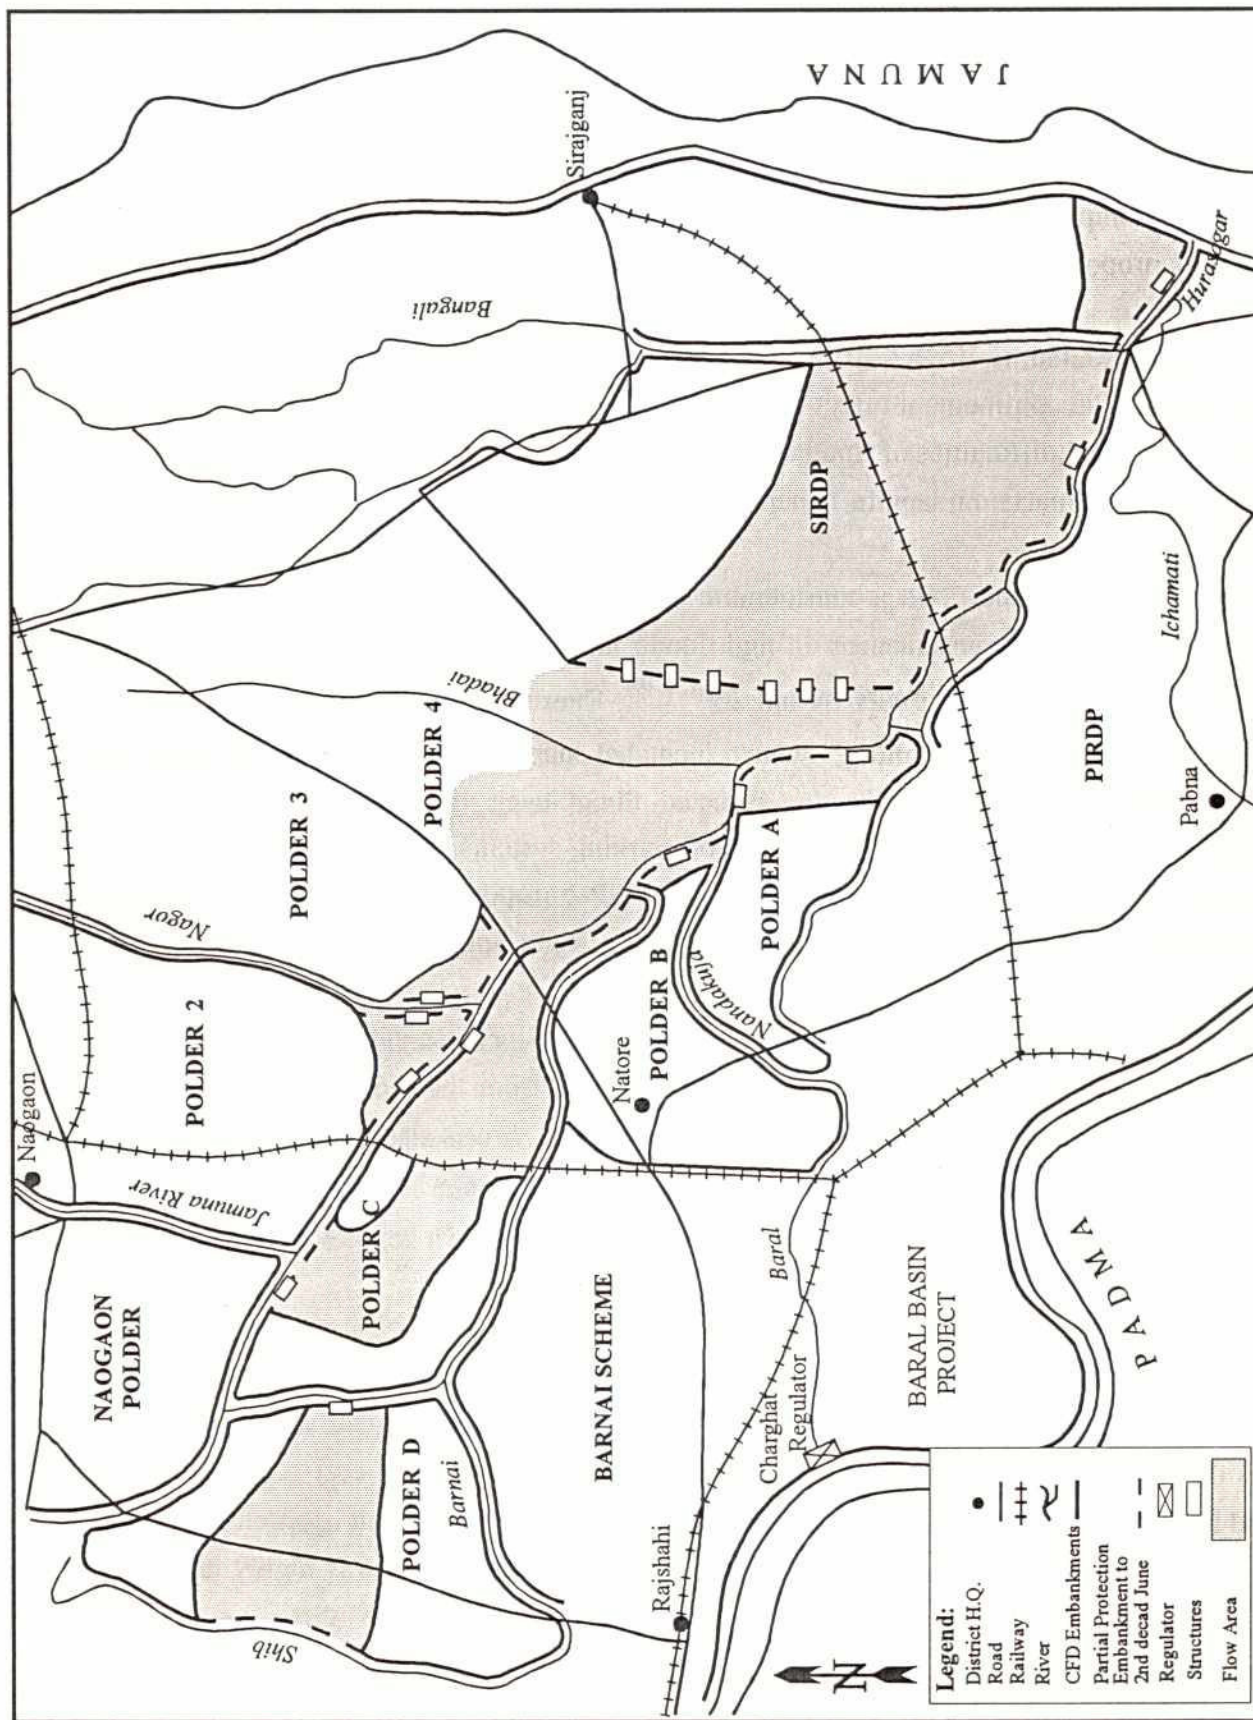 JAMUNA
Sirajganj
Bangali
Hurasagar
SIRDP
Ichamati
Bhadai
POLDER 4
PIRDP
Pabna
POLDER 3
POLDER A
Nagor
POLDER 2
POLDER B
Nandakuja
Natore
Naogaon
Jamuna River
POLDER C
NAOGAON
POLDER
BARNAI SCHEME
Baral
BARAL BASIN
PROJECT
PADMA
Charghat
Regulator
POLDER D
Barnai
Shib
Rajshahi
N
Legend:
District H.Q.
Road
Railway
River
CFD Embankments
Partial Protection
Embankment to
2nd decad June
Regulator
Structures
Flow Area